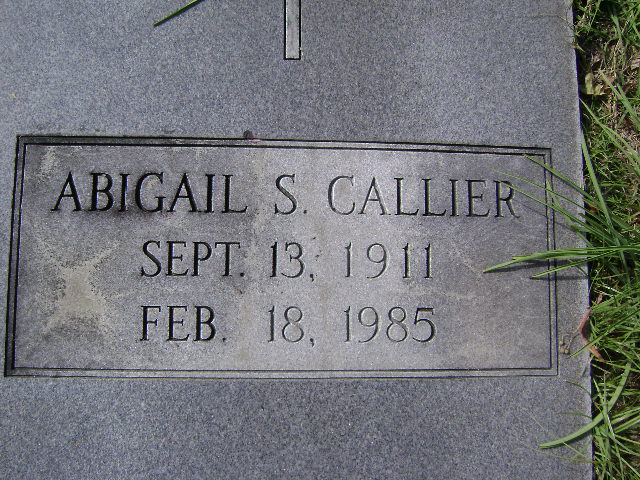 ABIGAIL S. CALLIER
SEPT. 13, 1911
FEB. 18, 1985